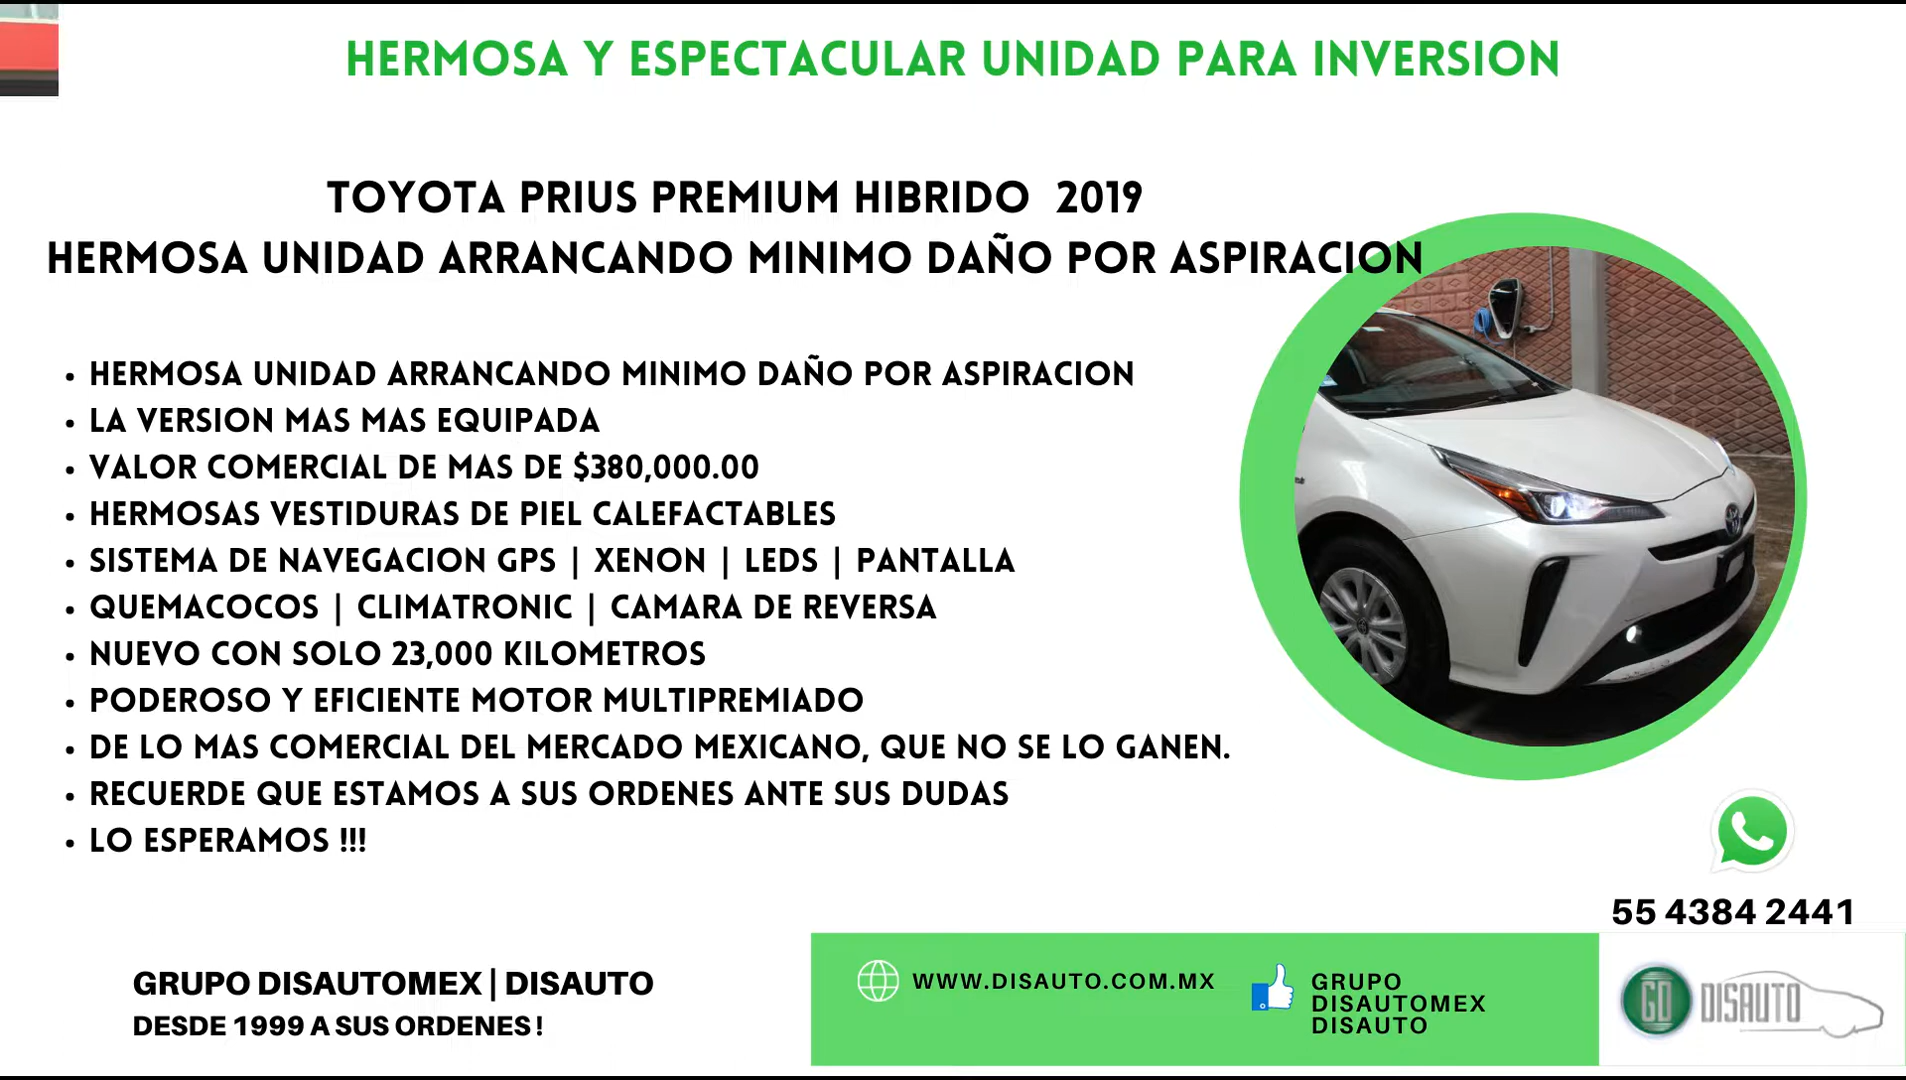 HERMOSA Y ESPECTACULAR UNIDAD PARA INVERSION
TOYOTA PRIUS PREMIUM HIBRIDO 2019
HERMOSA UNIDAD ARRANCANDO MINIMO DAÑO POR ASPIRACION
• HERMOSA UNIDAD ARRANCANDO MINIMO DAÑO POR ASPIRACION
• LA VERSION MAS MAS EQUIPADA
• VALOR COMERCIAL DE MAS DE $380,000.00
• HERMOSAS VESTIDURAS DE PIEL CALEFACTABLES
• SISTEMA DE NAVEGACION GPS | XENON | LEDS | PANTALLA
• QUEMACOCOS | CLIMATRONIC | CAMARA DE REVERSA
• NUEVO CON SOLO 23,000 KILOMETROS
• PODEROSO Y EFICIENTE MOTOR MULTIPREMIADO
• DE LO MAS COMERCIAL DEL MERCADO MEXICANO, QUE NO SE LO GANEN.
• RECUERDE QUE ESTAMOS A SUS ORDENES ANTE SUS DUDAS
• LO ESPERAMOS !!!
55 4384 2441
GRUPO DISAUTOMEX | DISAUTO
DESDE 1999 A SUS ORDENES !
WWW.DISAUTO.COM.MX
GRUPO
DISAUTOMEX
DISAUTO
GD DISAUTO